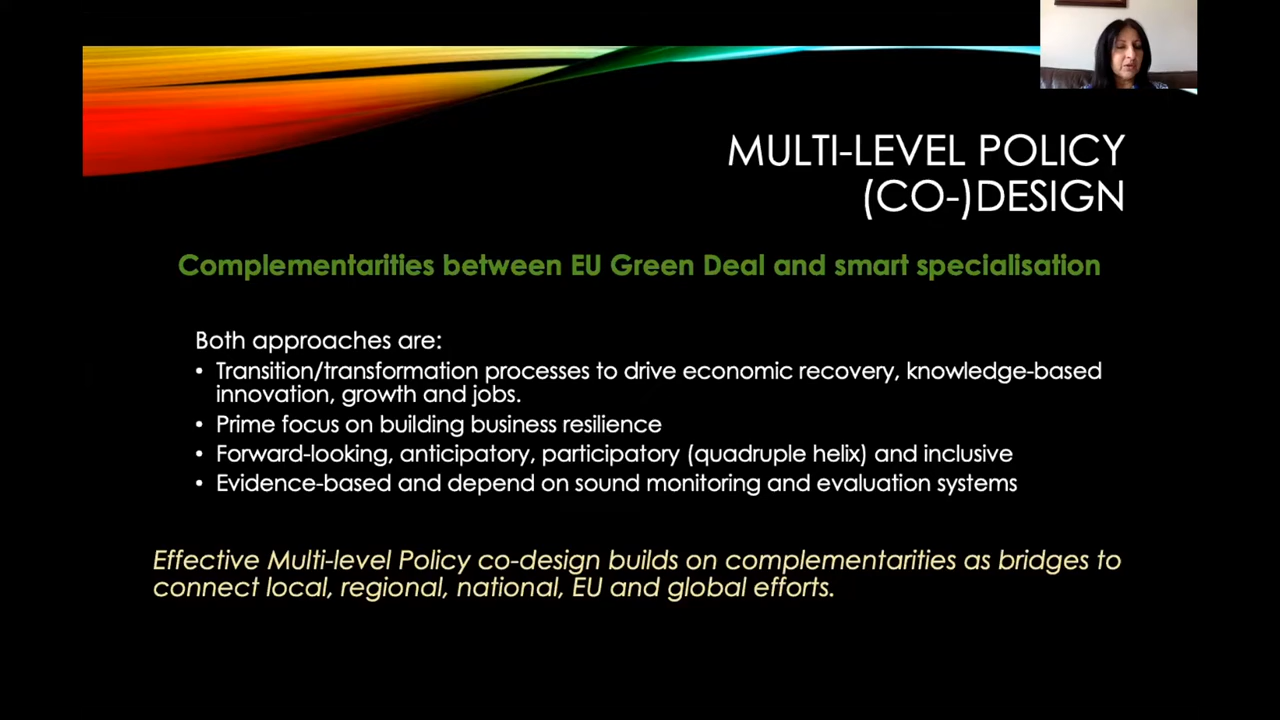 MULTI-LEVEL POLICY
(CO-)DESIGN
Complementarities between EU Green Deal and smart specialisation
Both approaches are:
• Transition/transformation processes to drive economic recovery, knowledge-based
innovation, growth and jobs.
• Prime focus on building business resilience
• Forward-looking, anticipatory, participatory (quadruple helix) and inclusive
• Evidence-based and depend on sound monitoring and evaluation systems
Effective Multi-level Policy co-design builds on complementarities as bridges to
connect local, regional, national, EU and global efforts.